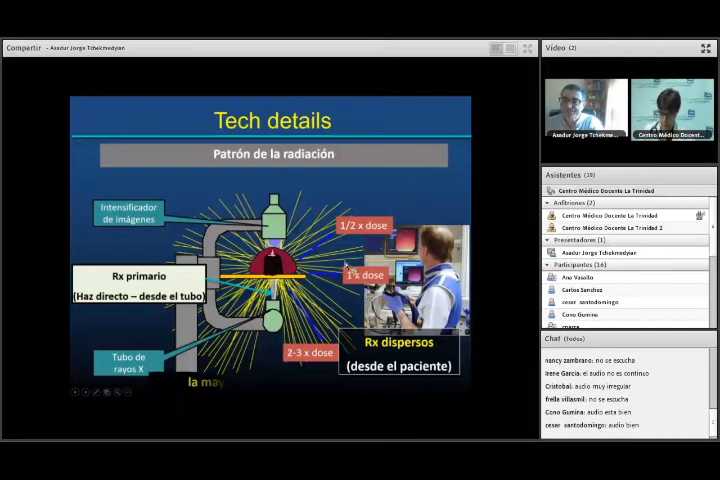 Compartir - Asadur Jorge Tchekmedyian
Tech details
Patrón de la radiación
Intensificador
de imágenes
1/2 x dose
Rx primario
(Haz directo – desde el tubo)
1 x dose
2-3 x dose
Rx dispersos
(desde el paciente)
Tubo de
rayos X
la may
Video (2)
Asadur Jorge Tchekme...
Centro Médico Docent...
Asistentes (19)
Centro Médico Docente La Trinidad
Anfitriones (2)
Centro Médico Docente La Trinidad
Centro Médico Docente La Trinidad 2
Presentadores (1)
Asadur Jorge Tchekmedyian
Participantes (16)
Ana Vasallo
Carlos Sanchez
cesar santodomingo
Cono Gumina
Chat (Todos)
nancy zambrano: no se escucha
Irene Garcia: el audio no es continuo
Cristobal: audio muy irregular
frella villasmil: no se escucha
Cono Gumina: audio esta bien
cesar santodomingo: audio bien